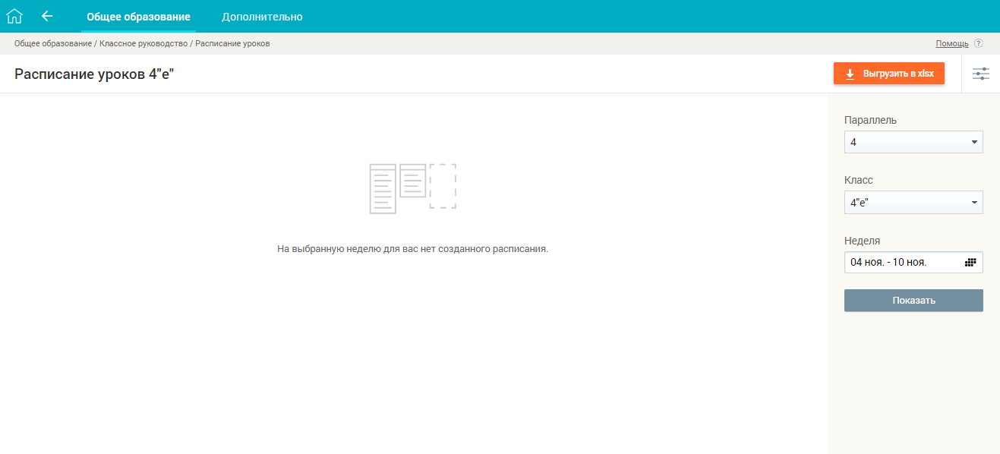 Общее образование Дополнительно
Общее образование / Классное руководство / Расписание уроков Помощь ?
Расписание уроков 4"е" Выгрузить в xlsx
Параллель
4
Класс
4"е"
Неделя
04 ноя. - 10 ноя.
Показать
На выбранную неделю для вас нет созданного расписания.